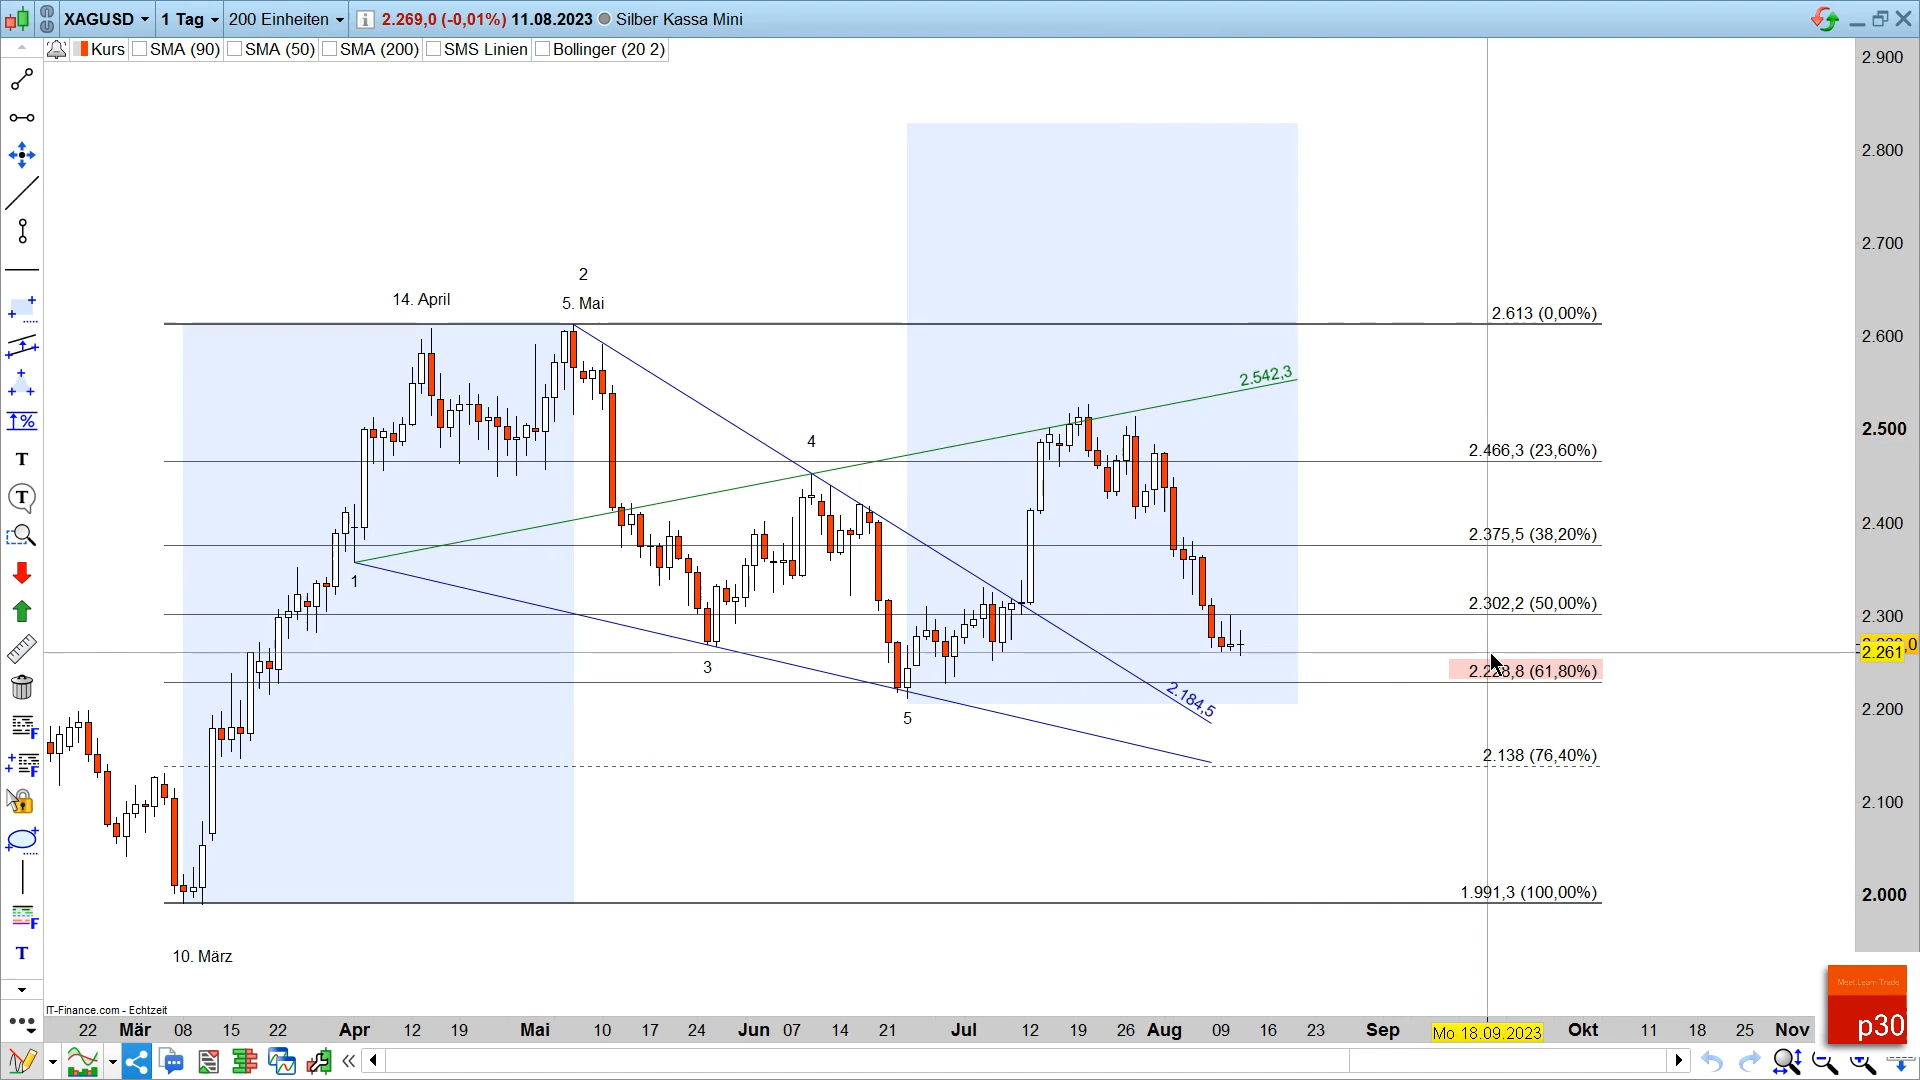 XAGUSD 1 Tag 200 Einheiten 2.269,0 (-0,01%) 11.08.2023 Silber Kassa Mini
Kurs SMA (90) SMA (50) SMA (200) SMS Linien Bollinger (20 2)
2.900
2.800
2.700
2
14. April
5. Mai
2.613 (0,00%)
2.600
2.542,3
2.500
4
2.466,3 (23,60%)
2.400
2.375,5 (38,20%)
1
2.302,2 (50,00%)
2.300
2.261
3
(61,80%)
2.184,5
2.200
5
2.138 (76,40%)
2.100
1.991,3 (100,00%)
2.000
10. März
IT-Finance.com - Echtzeit
22 Mär 08 15 22 Apr 12 19 Mai 10 17 24 Jun 07 14 21 Jul 12 19 26 Aug 09 16 23 Sep Mo 18.09.2023 Okt 11 18 25 Nov
Meet Learn Trade
p30
T
T
T
%
F
F
F